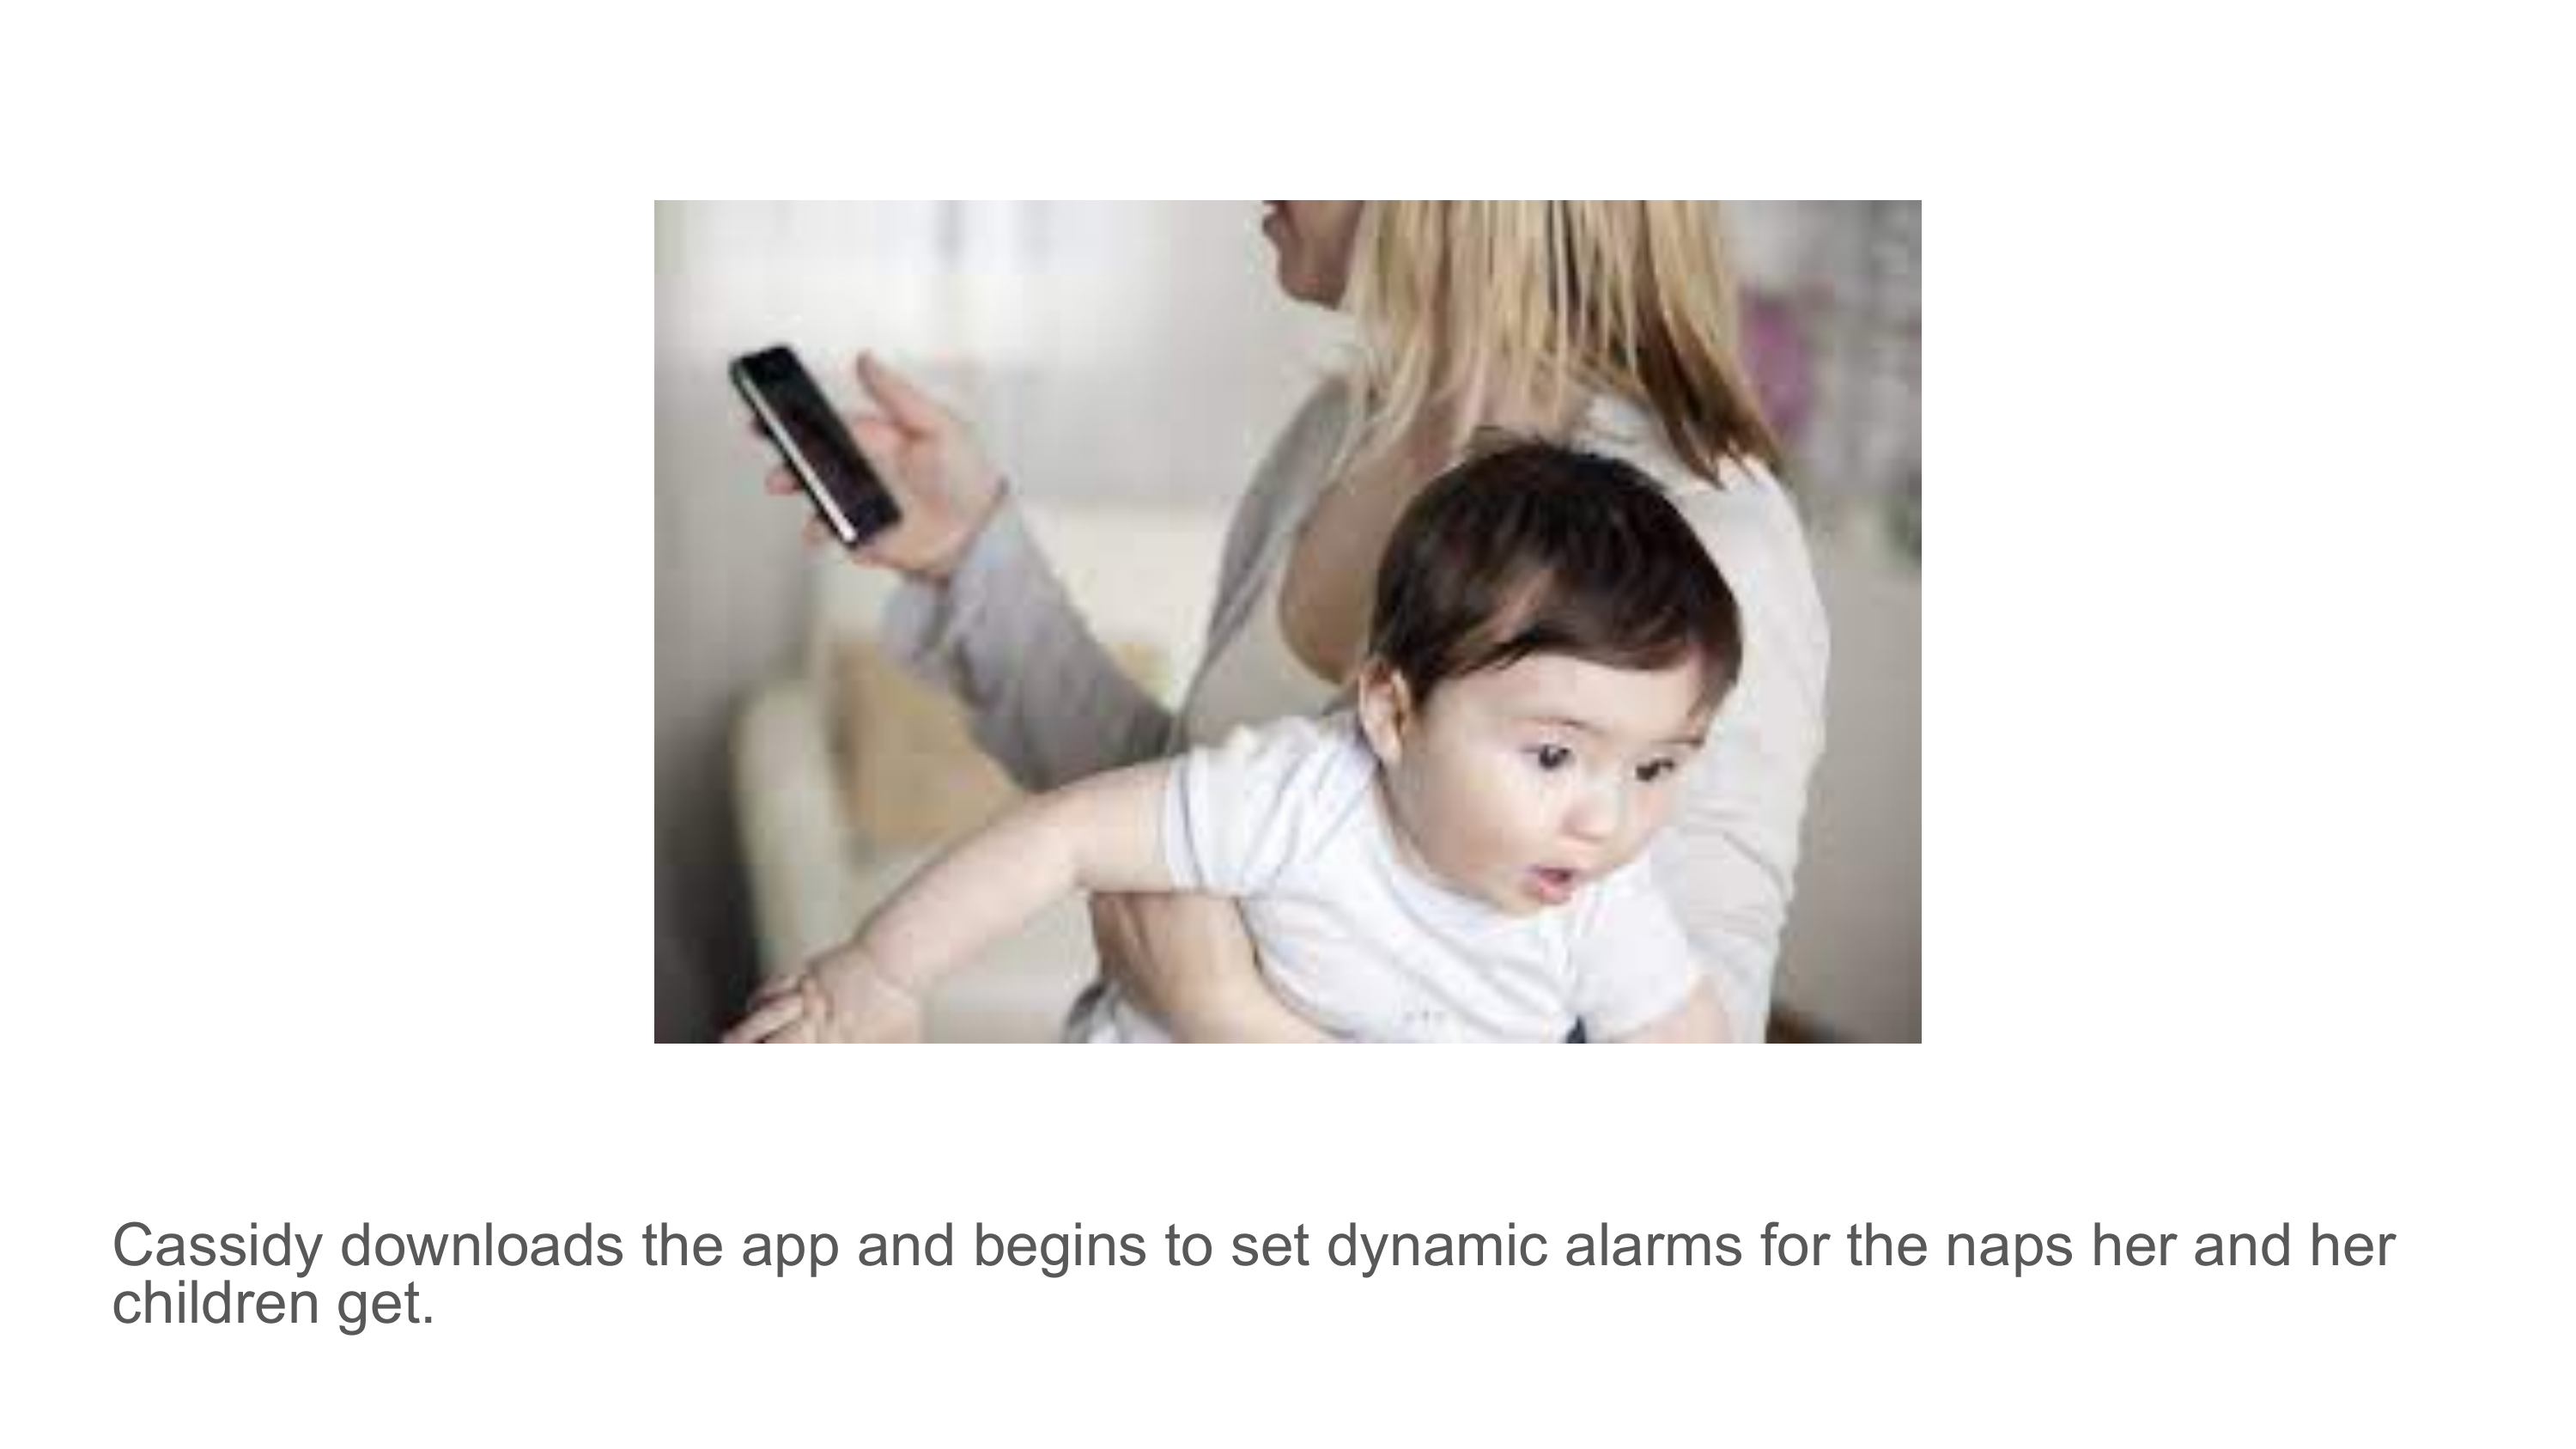 Cassidy downloads the app and begins to set dynamic alarms for the naps her and her
children get.